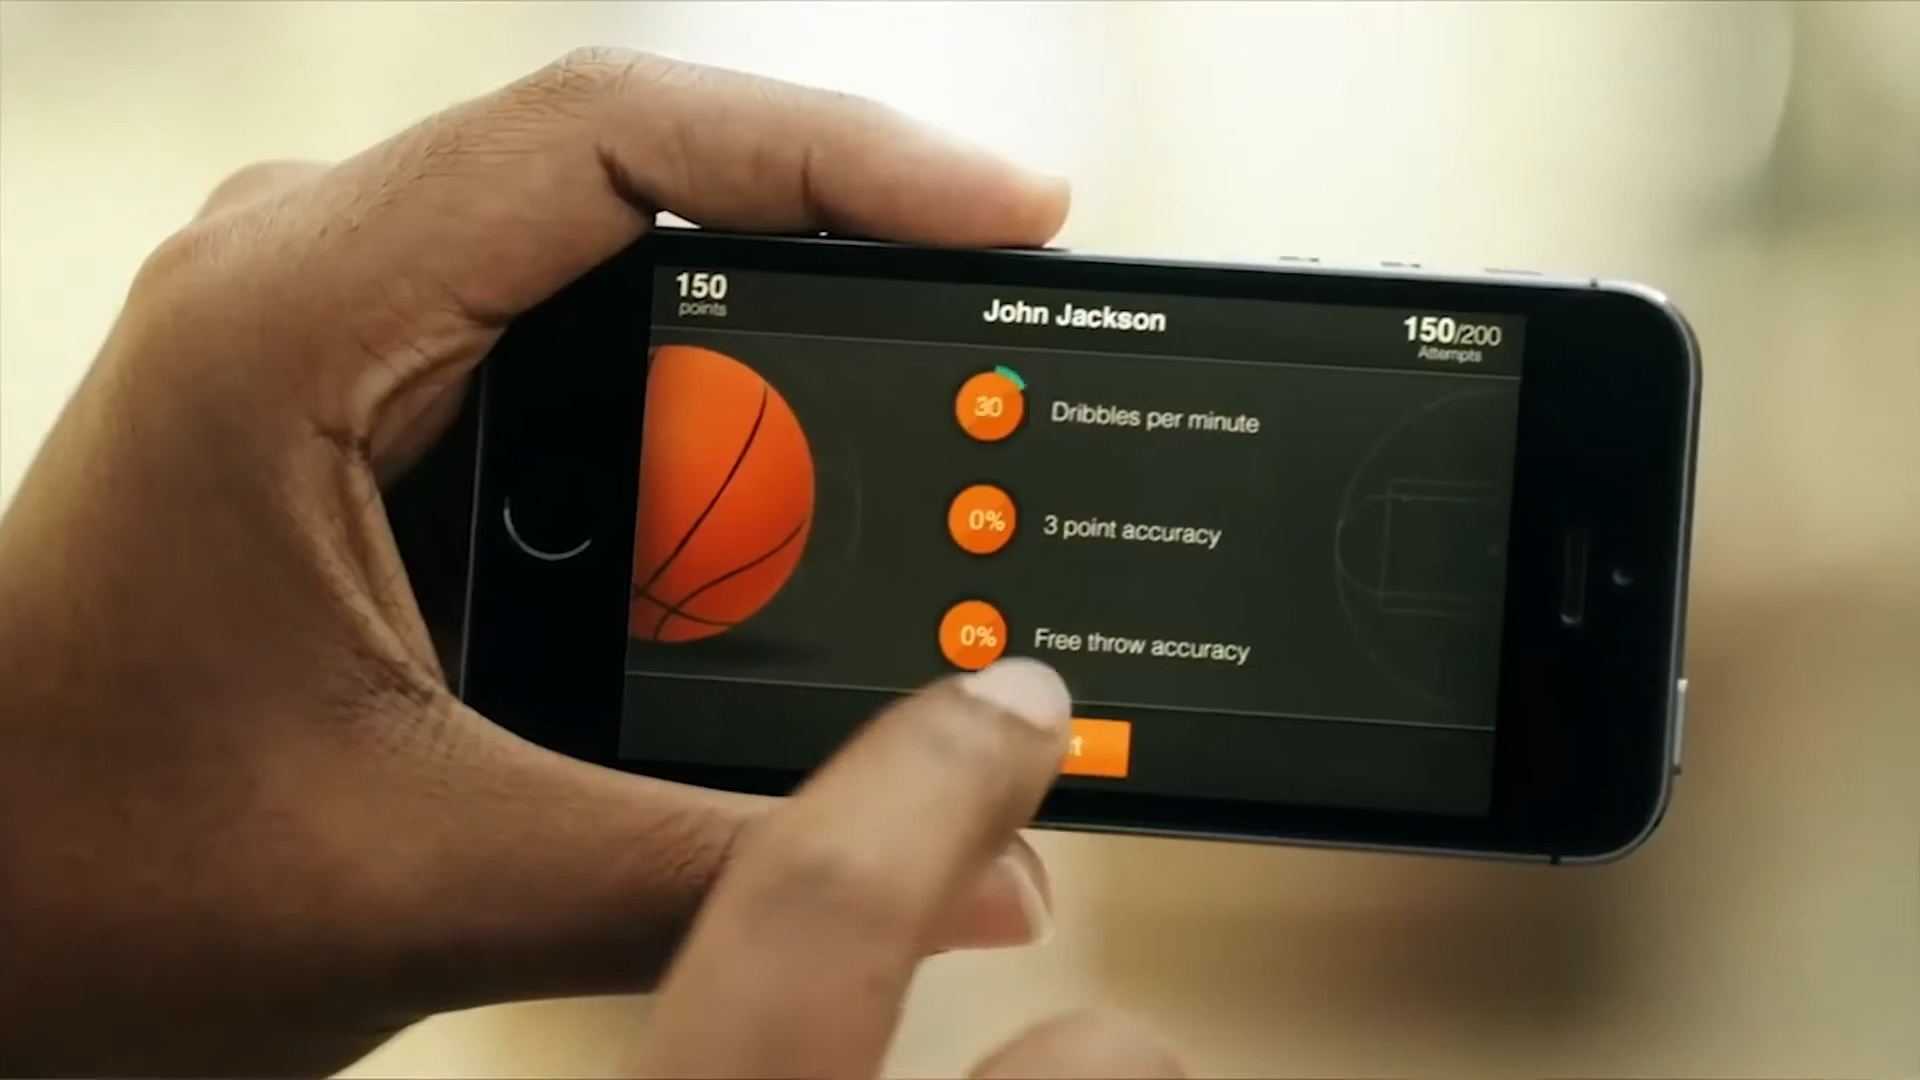 150
points
John Jackson
150/200
Attempts
30
Dribbles per minute
0%
3 point accuracy
0%
Free throw accuracy